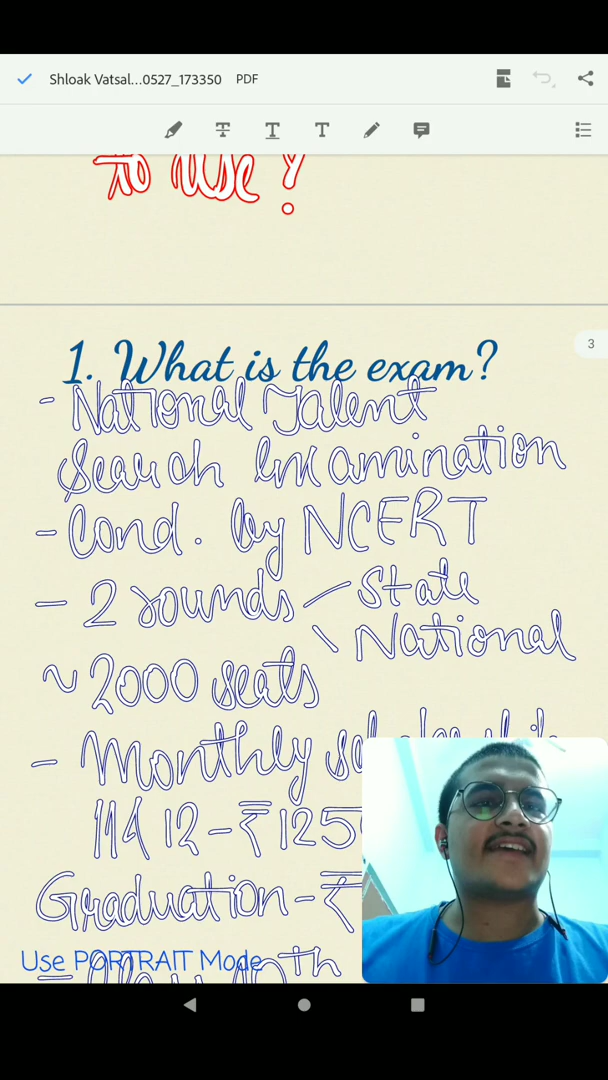 Shloak Vatsal...0527_173350 PDF
to use?
3
1. What is the exam?
- National Talent
Search Examination
- Cond. by NCERT
- 2 rounds - State
- National
~ 2000 seats
- Monthly
11 & 12 - ₹125
Graduation - ₹
Use PORTRAIT Mode
10th